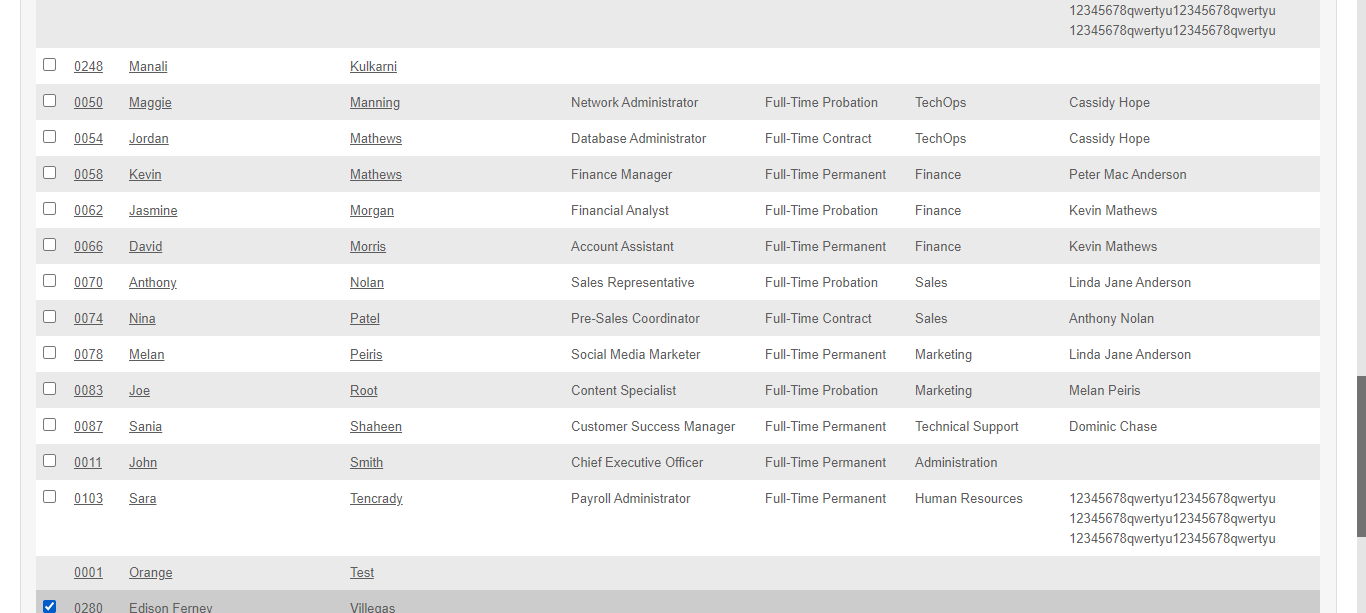 12345678qwertyu12345678qwertyu
12345678qwertyu12345678qwertyu
0248 Manali Kulkarni
0050 Maggie Manning Network Administrator Full-Time Probation TechOps Cassidy Hope
0054 Jordan Mathews Database Administrator Full-Time Contract TechOps Cassidy Hope
0058 Kevin Mathews Finance Manager Full-Time Permanent Finance Peter Mac Anderson
0062 Jasmine Morgan Financial Analyst Full-Time Probation Finance Kevin Mathews
0066 David Morris Account Assistant Full-Time Permanent Finance Kevin Mathews
0070 Anthony Nolan Sales Representative Full-Time Probation Sales Linda Jane Anderson
0074 Nina Patel Pre-Sales Coordinator Full-Time Contract Sales Anthony Nolan
0078 Melan Peiris Social Media Marketer Full-Time Permanent Marketing Linda Jane Anderson
0083 Joe Root Content Specialist Full-Time Probation Marketing Melan Peiris
0087 Sania Shaheen Customer Success Manager Full-Time Permanent Technical Support Dominic Chase
0011 John Smith Chief Executive Officer Full-Time Permanent Administration
0103 Sara Tencrady Payroll Administrator Full-Time Permanent Human Resources 12345678qwertyu12345678qwertyu
12345678qwertyu12345678qwertyu
12345678qwertyu12345678qwertyu
0001 Orange Test
0280 Edison Ferney Villegas